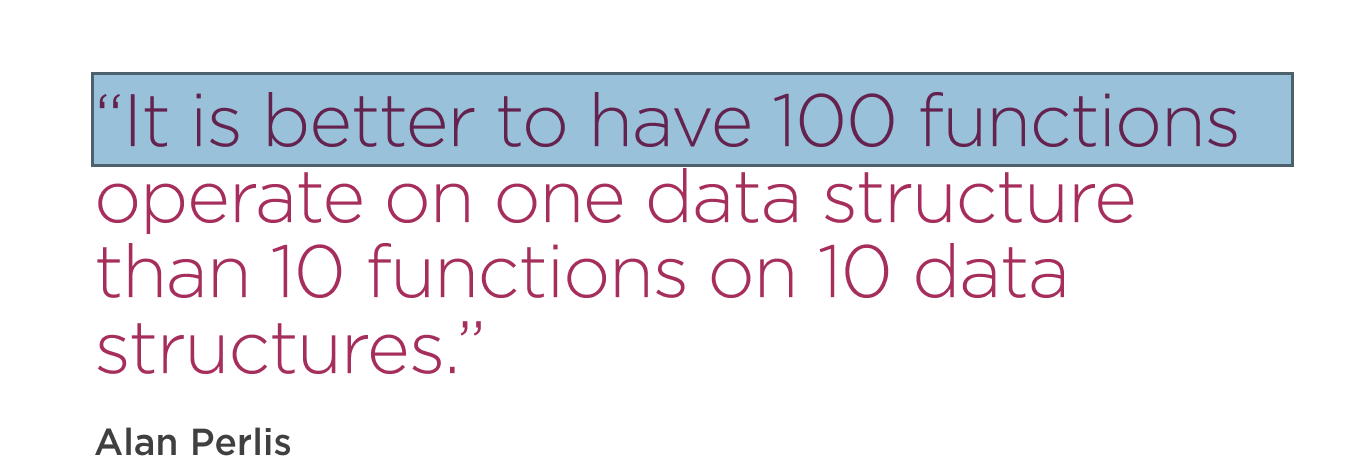 “It is better to have 100 functions
operate on one data structure
than 10 functions on 10 data
structures.”
Alan Perlis